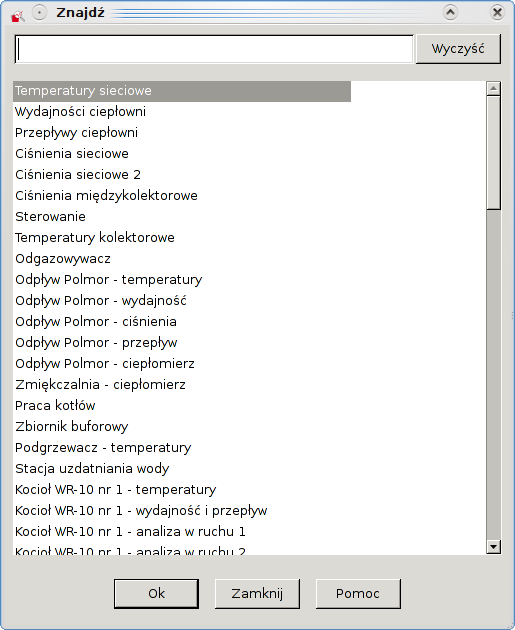 Znajdź
Wyczyść
Temperatury sieciowe
Wydajności ciepłowni
Przepływy ciepłowni
Ciśnienia sieciowe
Ciśnienia sieciowe 2
Ciśnienia międzykolektorowe
Sterowanie
Temperatury kolektorowe
Odgazowywacz
Odpływ Polmor - temperatury
Odpływ Polmor - wydajność
Odpływ Polmor - ciśnienia
Odpływ Polmor - przepływ
Odpływ Polmor - ciepłomierz
Zmiękczalnia - ciepłomierz
Praca kotłów
Zbiornik buforowy
Podgrzewacz - temperatury
Stacja uzdatniania wody
Kocioł WR-10 nr 1 - temperatury
Kocioł WR-10 nr 1 - wydajność i przepływ
Kocioł WR-10 nr 1 - analiza w ruchu 1
Kocioł WR-10 nr 1 - analiza w ruchu 2
Ok Zamknij Pomoc